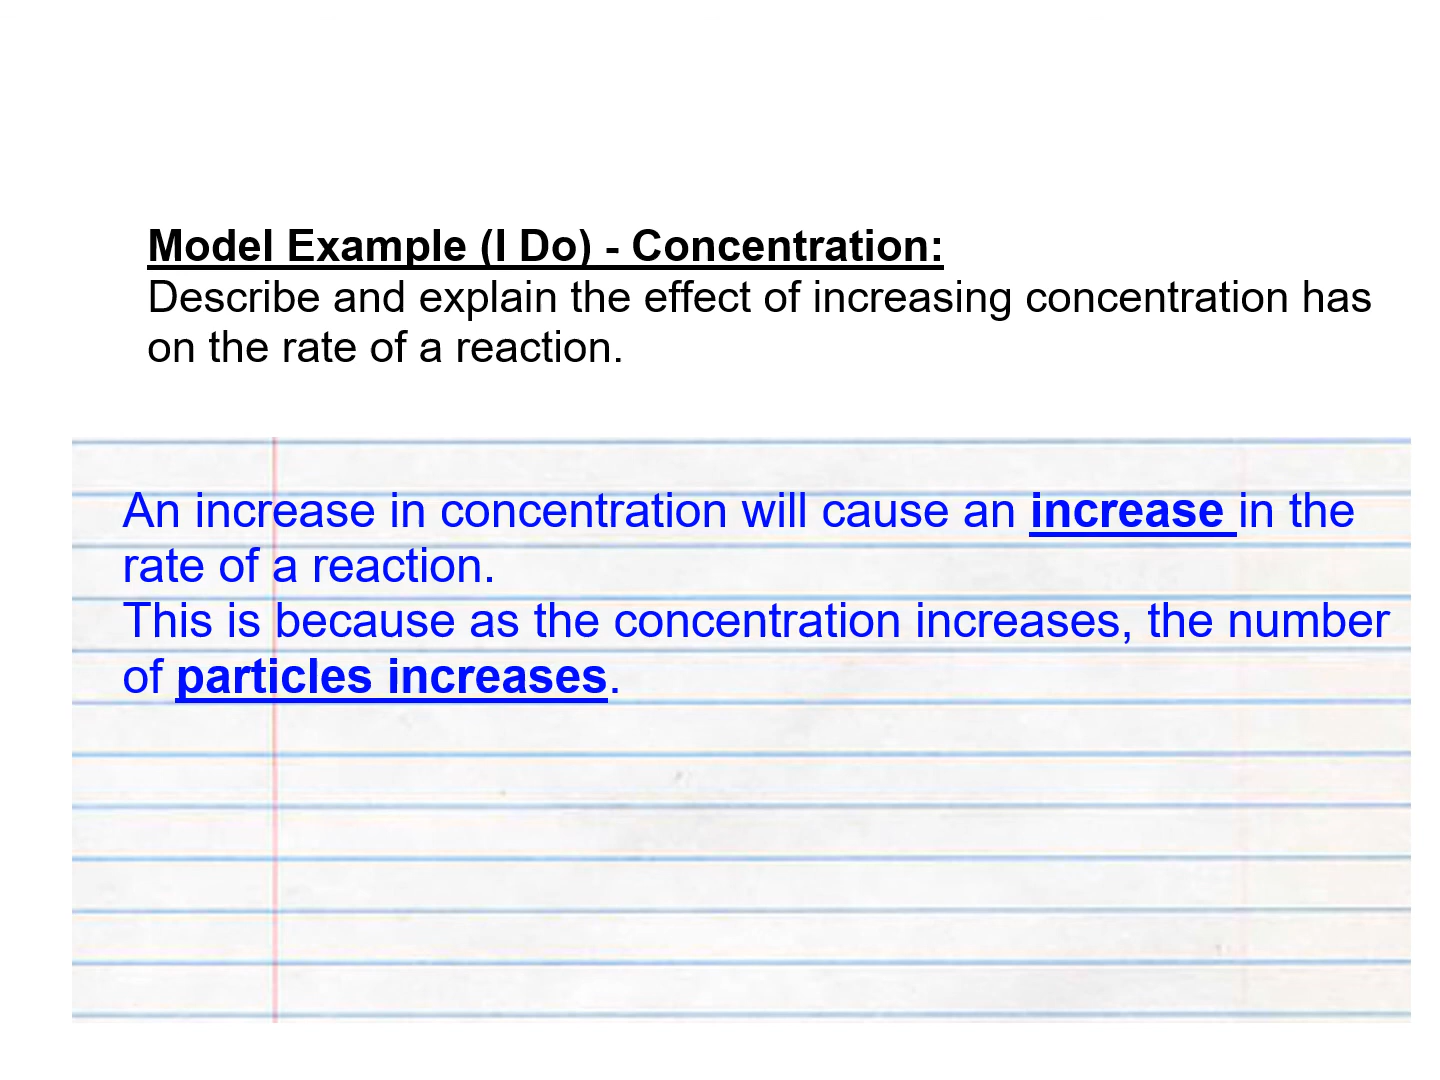 Model Example (I Do) - Concentration:
Describe and explain the effect of increasing concentration has
on the rate of a reaction.
An increase in concentration will cause an increase in the
rate of a reaction.
This is because as the concentration increases, the number
of particles increases.